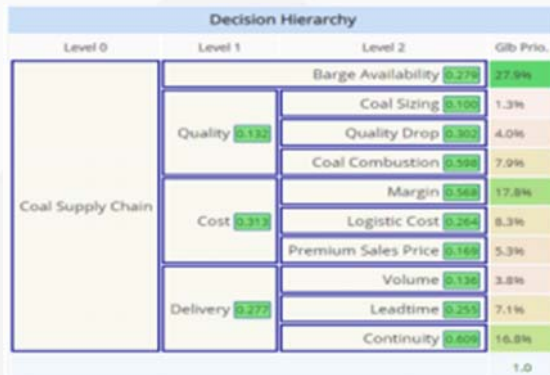 Decision Hierarchy
Level 0 Level 1 Level 2 Glb Prio.
Barge Availability 0.279 27.9%
Coal Sizing 0.100 1.3%
Quality 0.132 Quality Drop 0.302 4.0%
Coal Combustion 0.598 7.9%
Margin 0.568 17.8%
Coal Supply Chain Cost 0.313 Logistic Cost 0.264 8.3%
Premium Sales Price 0.169 5.3%
Volume 0.136 3.8%
Delivery 0.277 Leadtime 0.255 7.1%
Continuity 0.609 16.8%
1.0